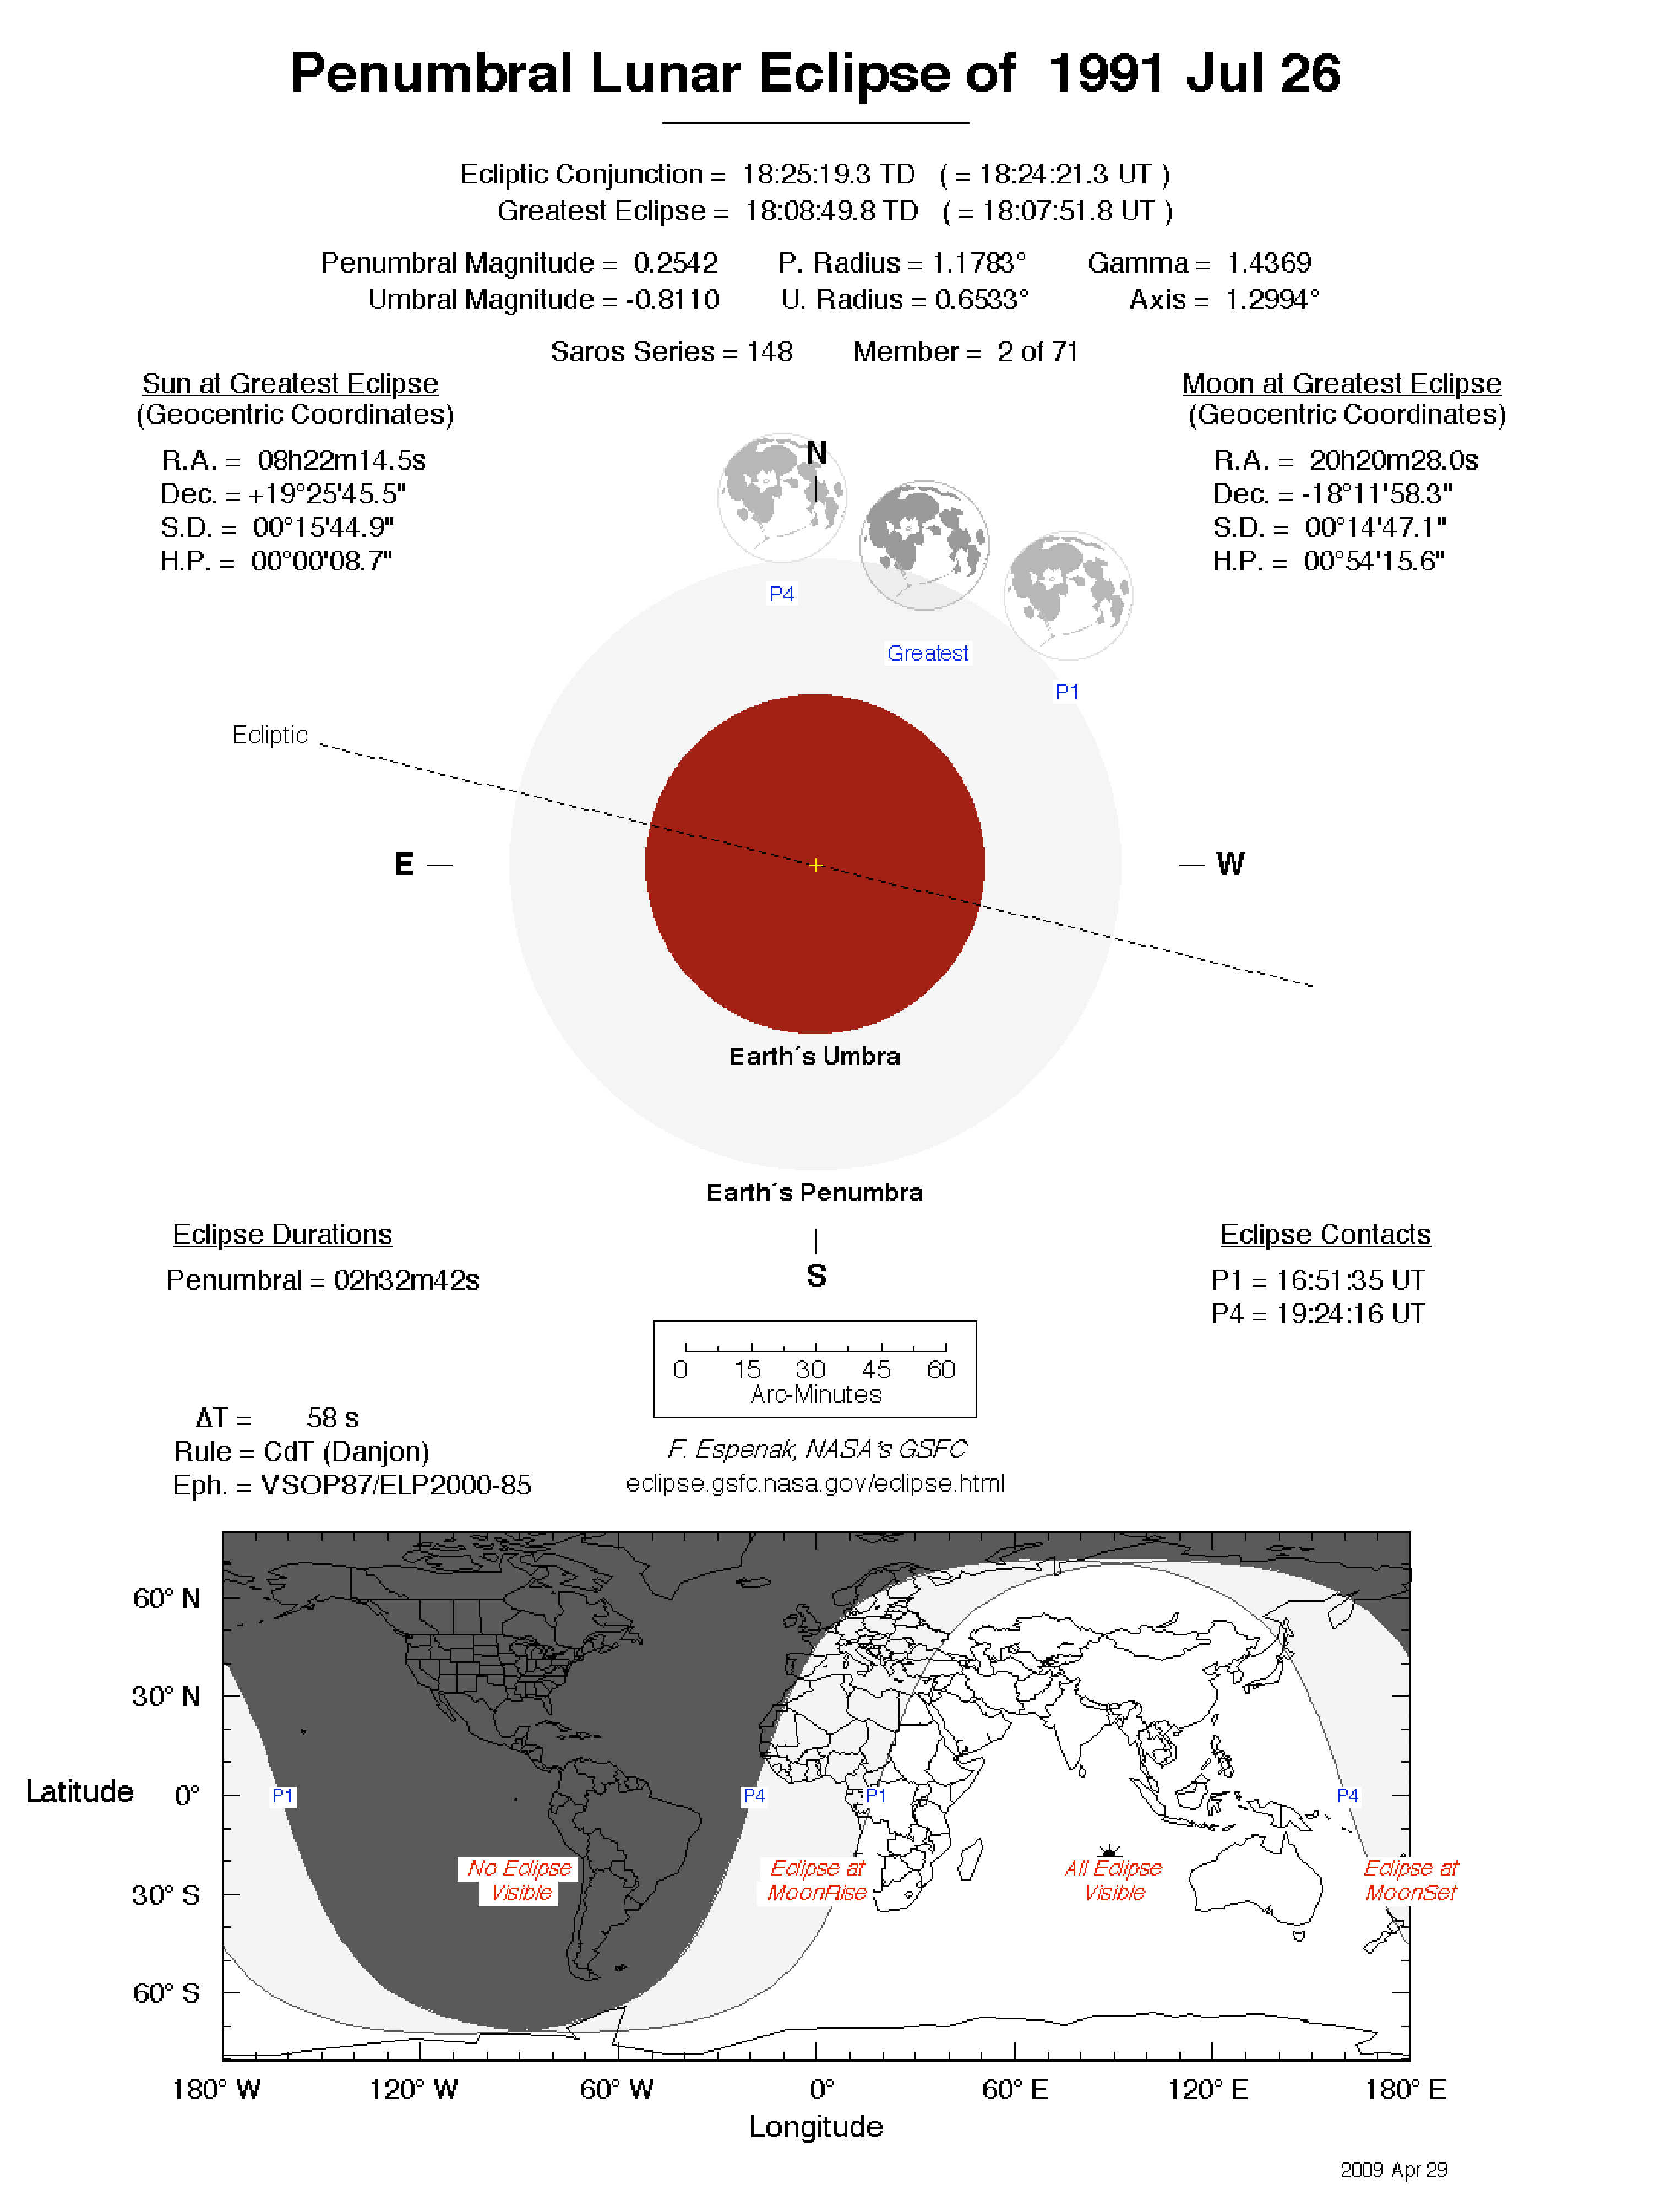 Penumbral Lunar Eclipse of  1991 Jul 26
Ecliptic Conjunction =  18:25:19.3 TD   ( = 18:24:21.3 UT )
Greatest Eclipse =  18:08:49.8 TD   ( = 18:07:51.8 UT )
Penumbral Magnitude =  0.2542   P. Radius = 1.1783°   Gamma =  1.4369
Umbral Magnitude = -0.8110   U. Radius = 0.6533°   Axis =  1.2994°
Saros Series = 148   Member =  2 of 71
Sun at Greatest Eclipse
(Geocentric Coordinates)
R.A. =  08h22m14.5s
Dec. = +19°25'45.5"
S.D. =  00°15'44.9"
H.P. =  00°00'08.7"
Moon at Greatest Eclipse
(Geocentric Coordinates)
R.A. =  20h20m28.0s
Dec. = -18°11'58.3"
S.D. =  00°14'47.1"
H.P. =  00°54'15.6"
N
P4
Greatest
P1
Ecliptic
E
W
Earth´s Umbra
Earth´s Penumbra
S
Eclipse Durations
Penumbral = 02h32m42s
Eclipse Contacts
P1 = 16:51:35 UT
P4 = 19:24:16 UT
0 15 30 45 60
Arc-Minutes
ΔT =   58 s
Rule = CdT (Danjon)
Eph. = VSOP87/ELP2000-85
F. Espenak, NASA's GSFC
eclipse.gsfc.nasa.gov/eclipse.html
60° N
30° N
Latitude 0°
30° S
60° S
P1 P4 P1 P4
No Eclipse
Visible
Eclipse at
MoonRise
All Eclipse
Visible
Eclipse at
MoonSet
180° W 120° W 60° W 0° 60° E 120° E 180° E
Longitude
2009 Apr 29